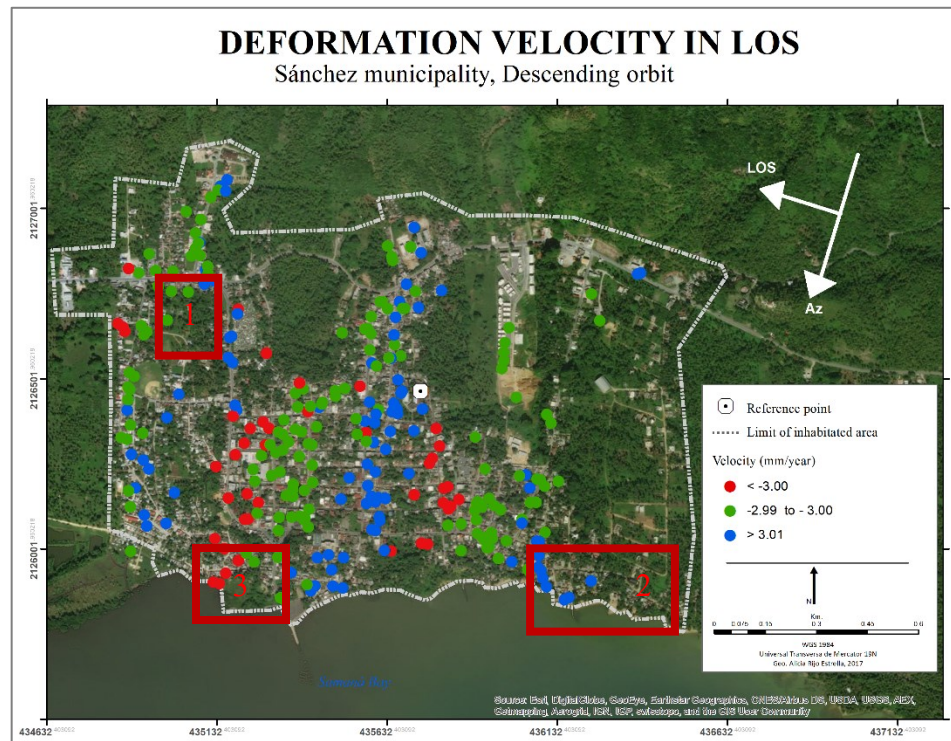 DEFORMATION VELOCITY IN LOS
Sánchez municipality, Descending orbit
LOS
Az
1
2
3
Reference point
Limit of inhabitated area
Velocity (mm/year)
< -3.00
-2.99 to - 3.00
> 3.01
N
Km.
0 0.075 0.15 0.3 0.45 0.6
WGS 1984
Universal Transversa de Mercator 19N
Geo. Alicia Rijo Estrella, 2017
Source: Esri, DigitalGlobe, GeoEye, Earthstar Geographics, CNES/Airbus DS, USDA, USGS, AEX,
Getmapping, Aerogrid, IGN, IGP, swisstopo, and the GIS User Community
2127001
2126501
2126001
434632 435132 435632 436132 436632 437132